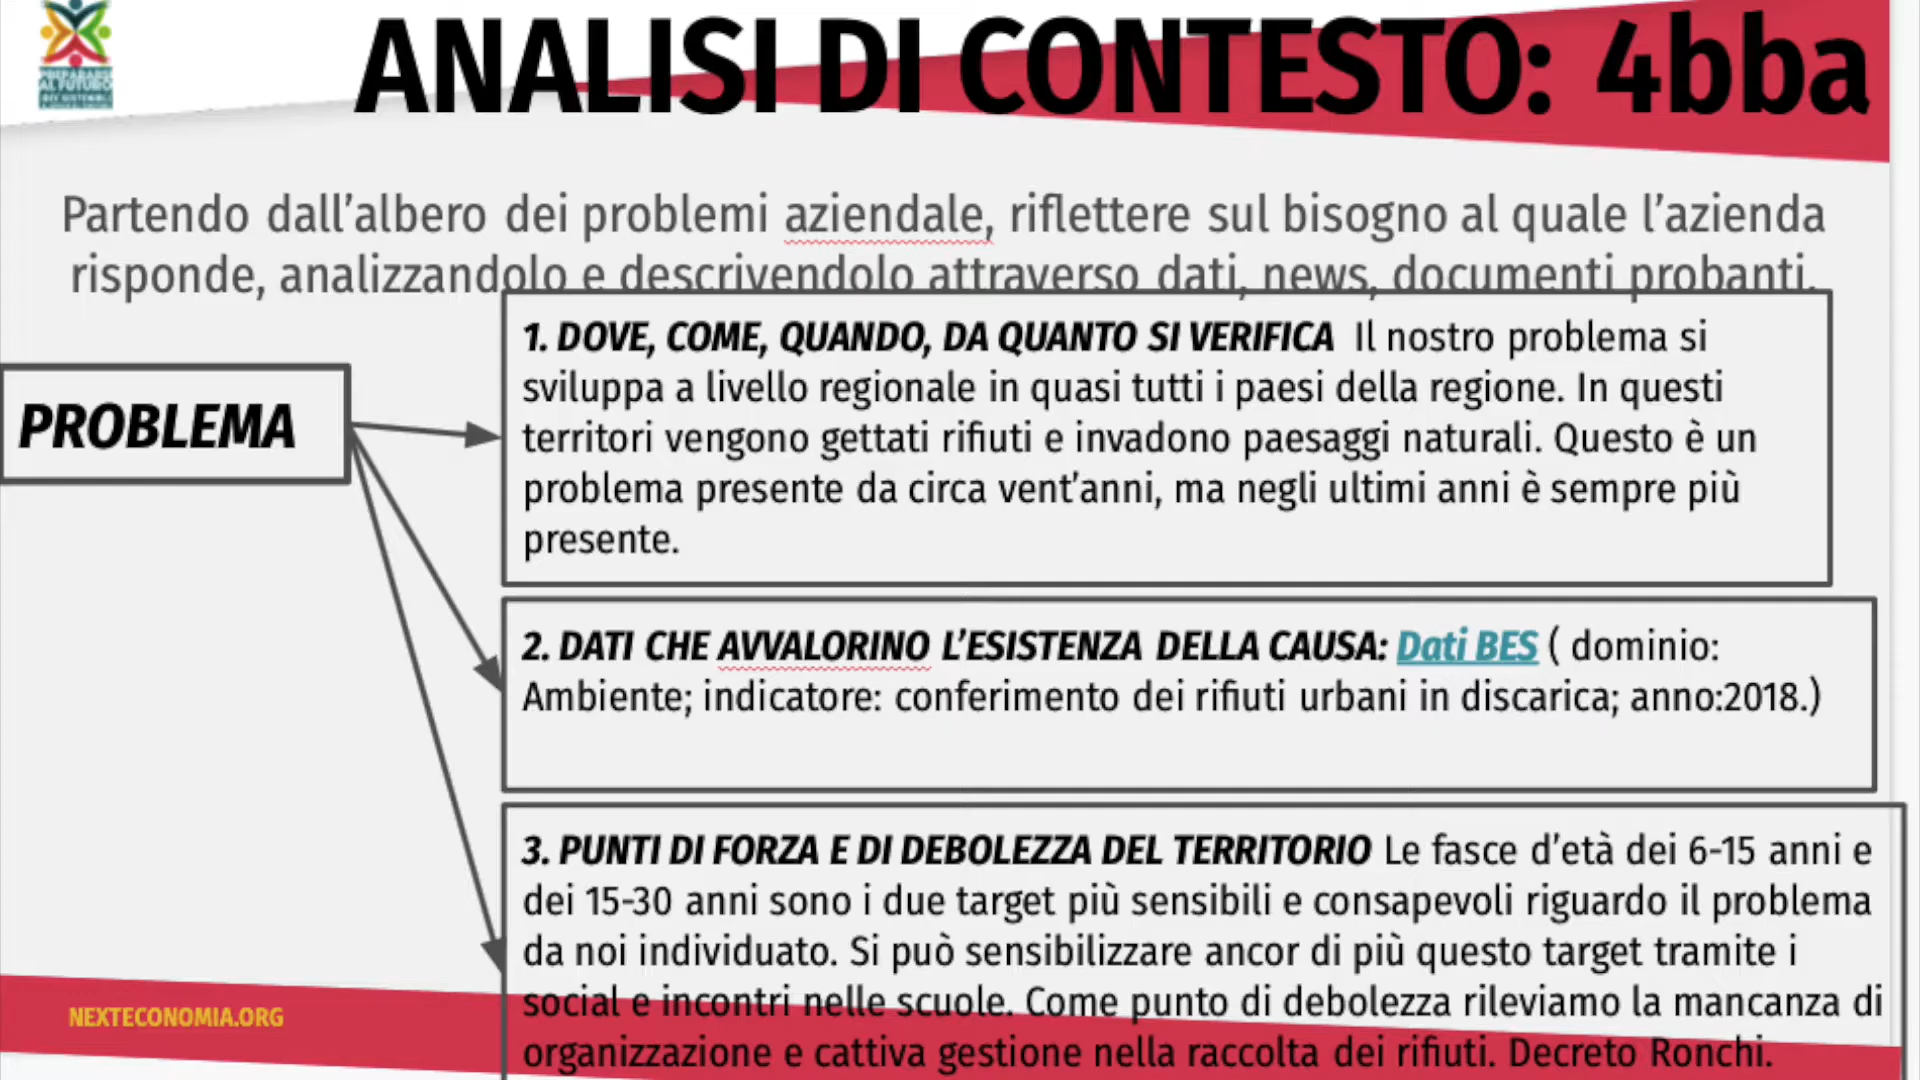 PREPARARSI
AL FUTURO
ANALISI DI CONTESTO: 4bba
Partendo dall’albero dei problemi aziendale, riflettere sul bisogno al quale l’azienda
risponde, analizzandolo e descrivendolo attraverso dati, news, documenti probanti.
PROBLEMA
1. DOVE, COME, QUANDO, DA QUANTO SI VERIFICA Il nostro problema si
sviluppa a livello regionale in quasi tutti i paesi della regione. In questi
territori vengono gettati rifiuti e invadono paesaggi naturali. Questo è un
problema presente da circa vent’anni, ma negli ultimi anni è sempre più
presente.
2. DATI CHE AVVALORINO L’ESISTENZA DELLA CAUSA: Dati BES ( dominio:
Ambiente; indicatore: conferimento dei rifiuti urbani in discarica; anno:2018.)
3. PUNTI DI FORZA E DI DEBOLEZZA DEL TERRITORIO Le fasce d’età dei 6-15 anni e
dei 15-30 anni sono i due target più sensibili e consapevoli riguardo il problema
da noi individuato. Si può sensibilizzare ancor di più questo target tramite i
social e incontri nelle scuole. Come punto di debolezza rileviamo la mancanza di
organizzazione e cattiva gestione nella raccolta dei rifiuti. Decreto Ronchi.
NEXTECONOMIA.ORG